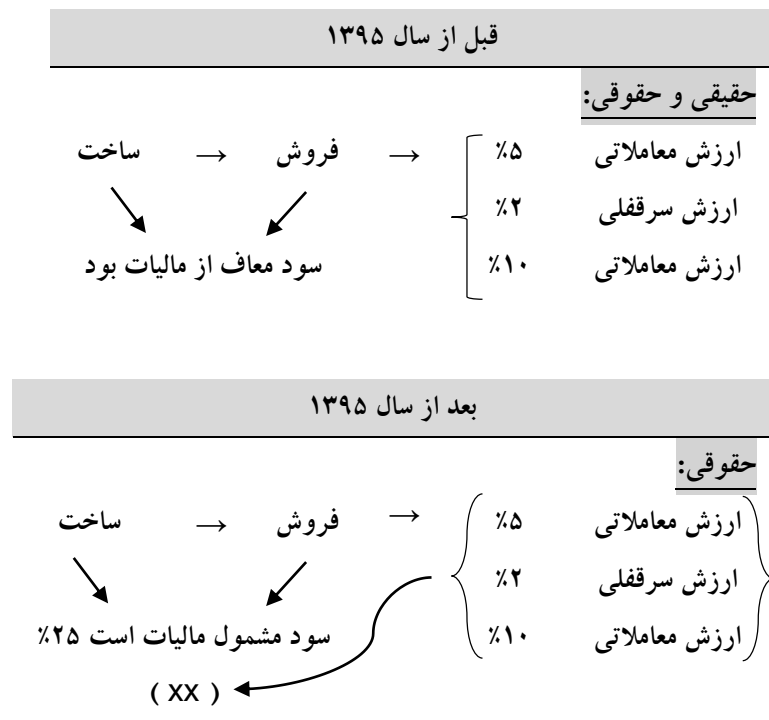 قبل از سال ۱۳۹۵
حقیقی و حقوقی:
ساخت → فروش → ٪۵ ارزش معاملاتی
٪۲ ارزش سرقفلی
سود معاف از مالیات بود ٪۱۰ ارزش معاملاتی
بعد از سال ۱۳۹۵
حقوقی:
ساخت → فروش → ٪۵ ارزش معاملاتی
٪۲ ارزش سرقفلی
سود مشمول مالیات است ٪۲۵ ٪۱۰ ارزش معاملاتی
( XX )